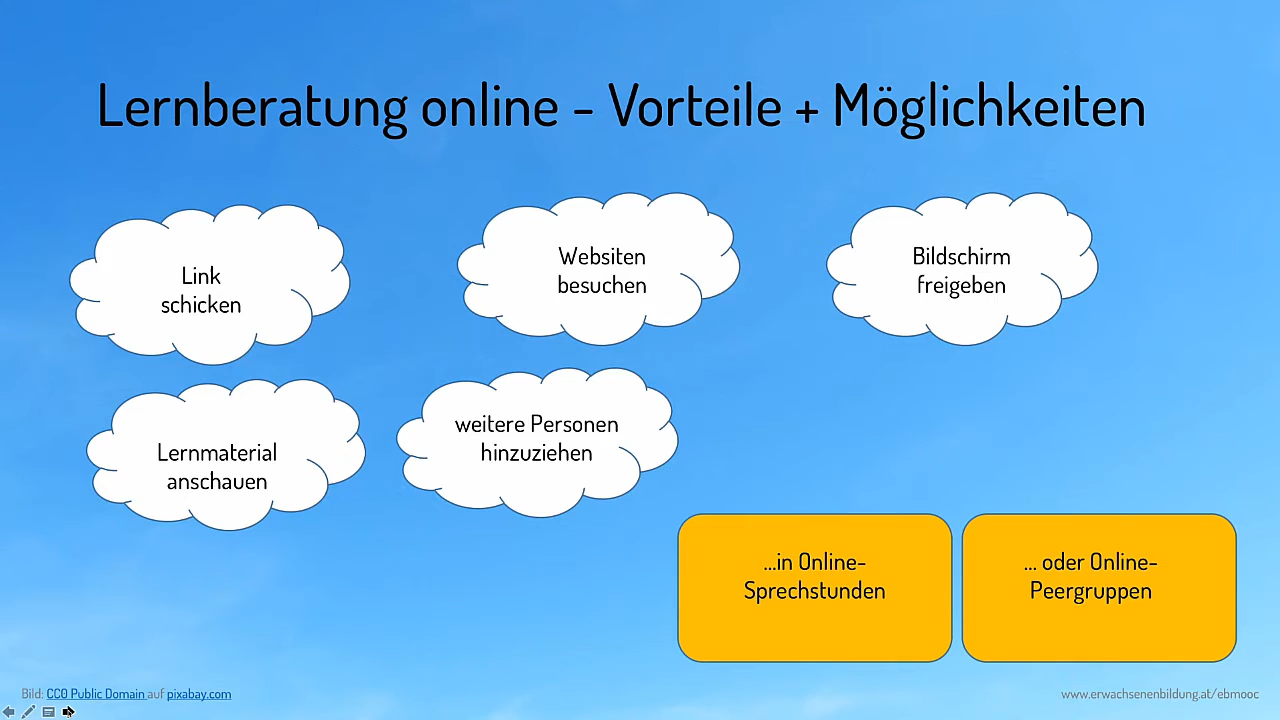 Lernberatung online - Vorteile + Möglichkeiten
Link
schicken
Websiten
besuchen
Bildschirm
freigeben
Lernmaterial
anschauen
weitere Personen
hinzuziehen
...in Online-
Sprechstunden
... oder Online-
Peergruppen
Bild: CC0 Public Domain auf pixabay.com
www.erwachsenenbildung.at/ebmooc